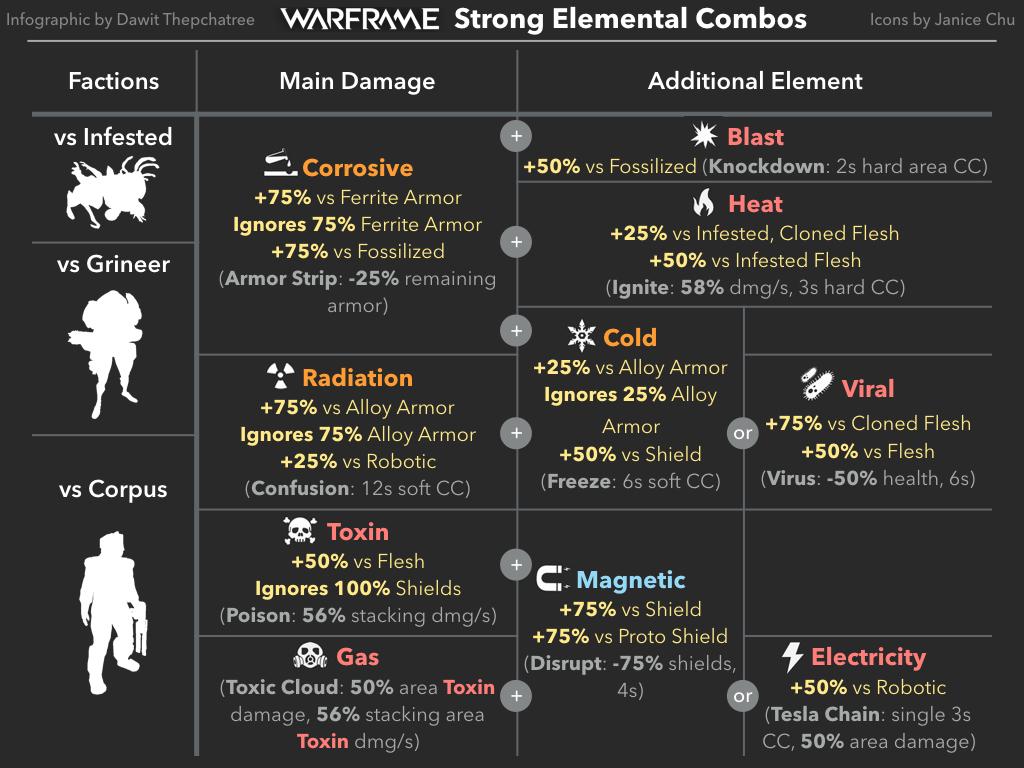 Infographic by Dawit Thepchatree
WARFRAME Strong Elemental Combos
Icons by Janice Chu
Factions
Main Damage
Additional Element
vs Infested
vs Grineer
vs Corpus
Corrosive
+75% vs Ferrite Armor
Ignores 75% Ferrite Armor
+75% vs Fossilized
(Armor Strip: -25% remaining
armor)
+
Blast
+50% vs Fossilized (Knockdown: 2s hard area CC)
+
Heat
+25% vs Infested, Cloned Flesh
+50% vs Infested Flesh
(Ignite: 58% dmg/s, 3s hard CC)
+
Cold
+25% vs Alloy Armor
Ignores 25% Alloy
Armor
+50% vs Shield
(Freeze: 6s soft CC)
Radiation
+75% vs Alloy Armor
Ignores 75% Alloy Armor
+25% vs Robotic
(Confusion: 12s soft CC)
+
or
Viral
+75% vs Cloned Flesh
+50% vs Flesh
(Virus: -50% health, 6s)
Toxin
+50% vs Flesh
Ignores 100% Shields
(Poison: 56% stacking dmg/s)
+
Magnetic
+75% vs Shield
+75% vs Proto Shield
(Disrupt: -75% shields,
4s)
Gas
(Toxic Cloud: 50% area Toxin
damage, 56% stacking area
Toxin dmg/s)
+
or
Electricity
+50% vs Robotic
(Tesla Chain: single 3s
CC, 50% area damage)